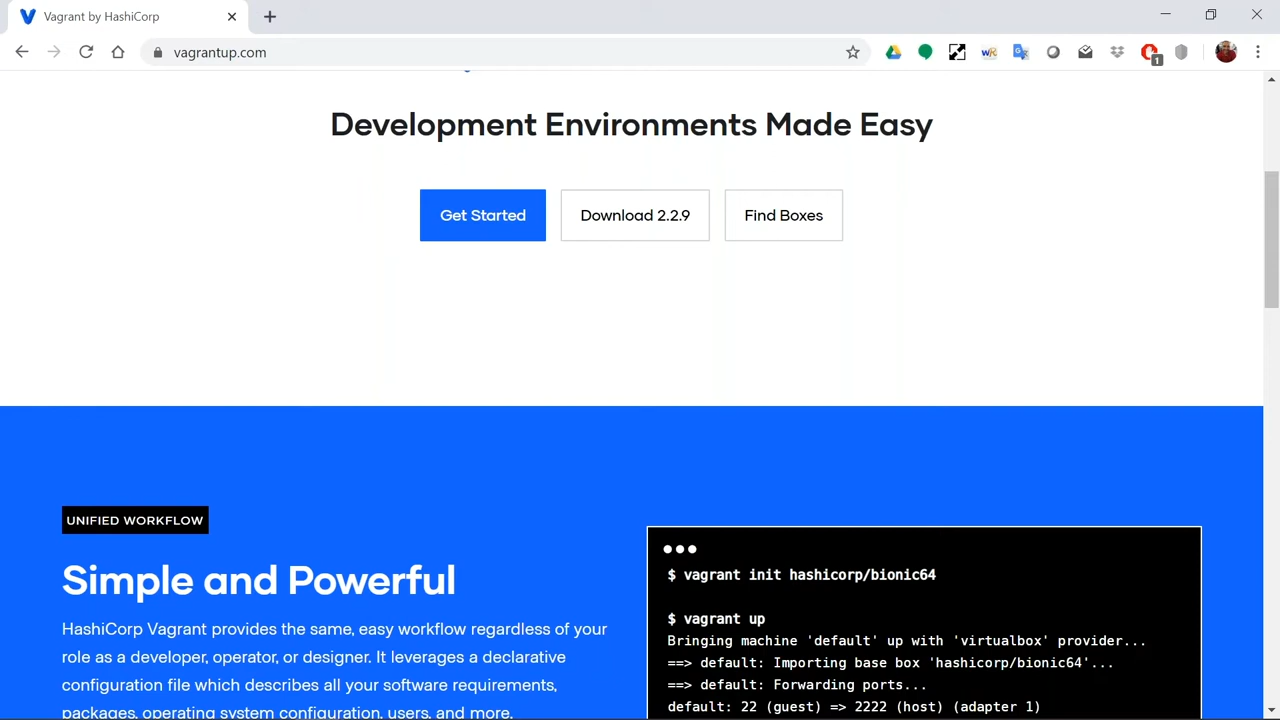 Vagrant by HashiCorp
vagrantup.com
1
Development Environments Made Easy
Get Started
Download 2.2.9
Find Boxes
UNIFIED WORKFLOW
Simple and Powerful
HashiCorp Vagrant provides the same, easy workflow regardless of your
role as a developer, operator, or designer. It leverages a declarative
configuration file which describes all your software requirements,
packages, operating system configuration, users, and more.
$ vagrant init hashicorp/bionic64
$ vagrant up
Bringing machine 'default' up with 'virtualbox' provider...
==> default: Importing base box 'hashicorp/bionic64'...
==> default: Forwarding ports...
default: 22 (guest) => 2222 (host) (adapter 1)